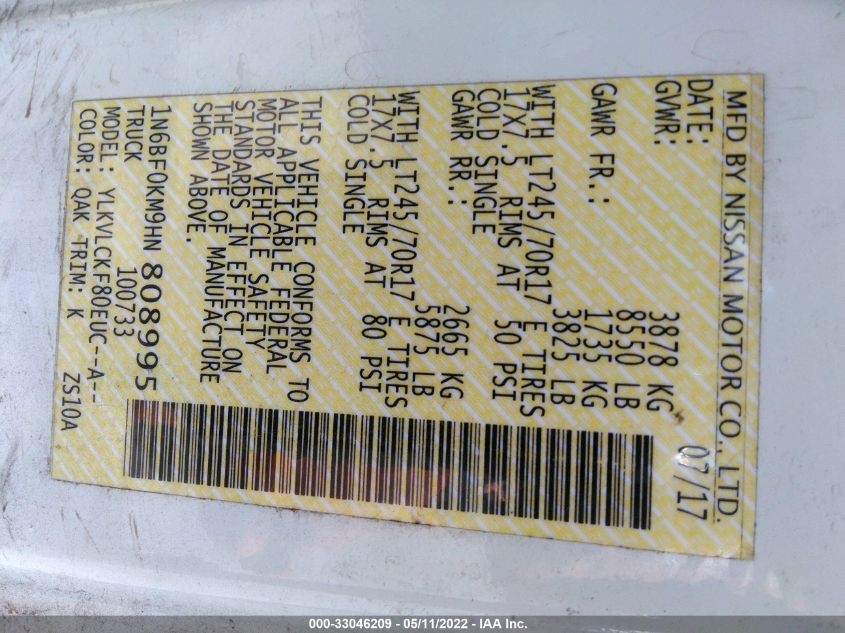 MFD BY NISSAN MOTOR CO., LTD.
DATE: 07/17
GVWR: 3878 KG
8550 LB
GAWR FR.: 1735 KG
3825 LB
WITH LT245/70R17 E TIRES
17X7.5 RIMS AT 50 PSI
COLD SINGLE
GAWR RR.: 2665 KG
5875 LB
WITH LT245/70R17 E TIRES
17X7.5 RIMS AT 80 PSI
COLD SINGLE
THIS VEHICLE CONFORMS TO
ALL APPLICABLE FEDERAL
MOTOR VEHICLE SAFETY
STANDARDS IN EFFECT ON
THE DATE OF MANUFACTURE
SHOWN ABOVE.
1N6BF0KM9HN 808995
TRUCK 100733
MODEL: YLKVLCKF80EUC--A--
COLOR: QAK TRIM: K ZS10A
000-33046209 - 05/11/2022 - IAA Inc.